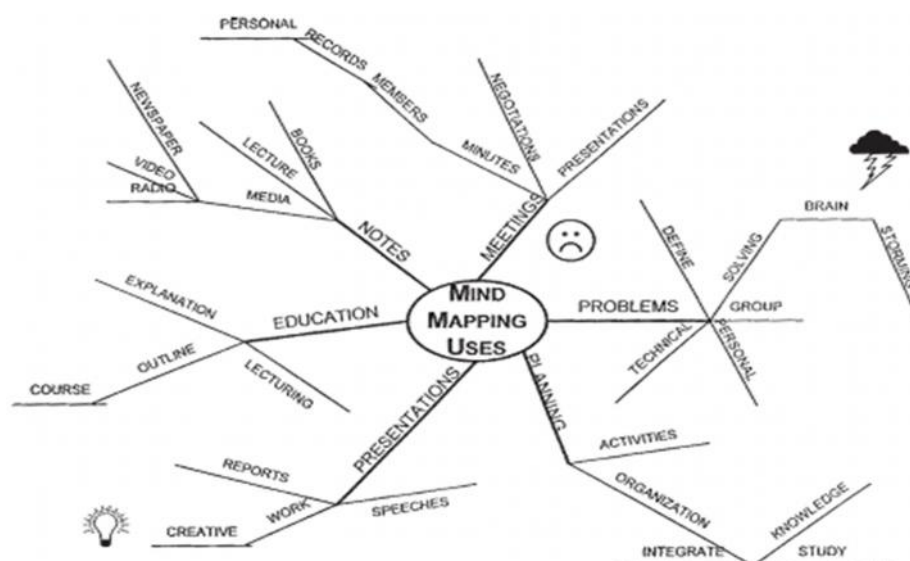 PERSONAL
RECORDS
MEMBERS
MINUTES
NEGOTIATIONS
PRESENTATIONS
MEETINGS
NEWSPAPER
VIDEO
RADIO
MEDIA
LECTURE
BOOKS
NOTES
EXPLANATION
EDUCATION
OUTLINE
COURSE
LECTURING
MIND
MAPPING
USES
PROBLEMS
DEFINE
SOLVING
BRAIN
STORMING
GROUP
TECHNICAL
PERSONAL
PLANNING
ACTIVITIES
ORGANIZATION
INTEGRATE
KNOWLEDGE
STUDY
PRESENTATIONS
REPORTS
WORK
CREATIVE
SPEECHES